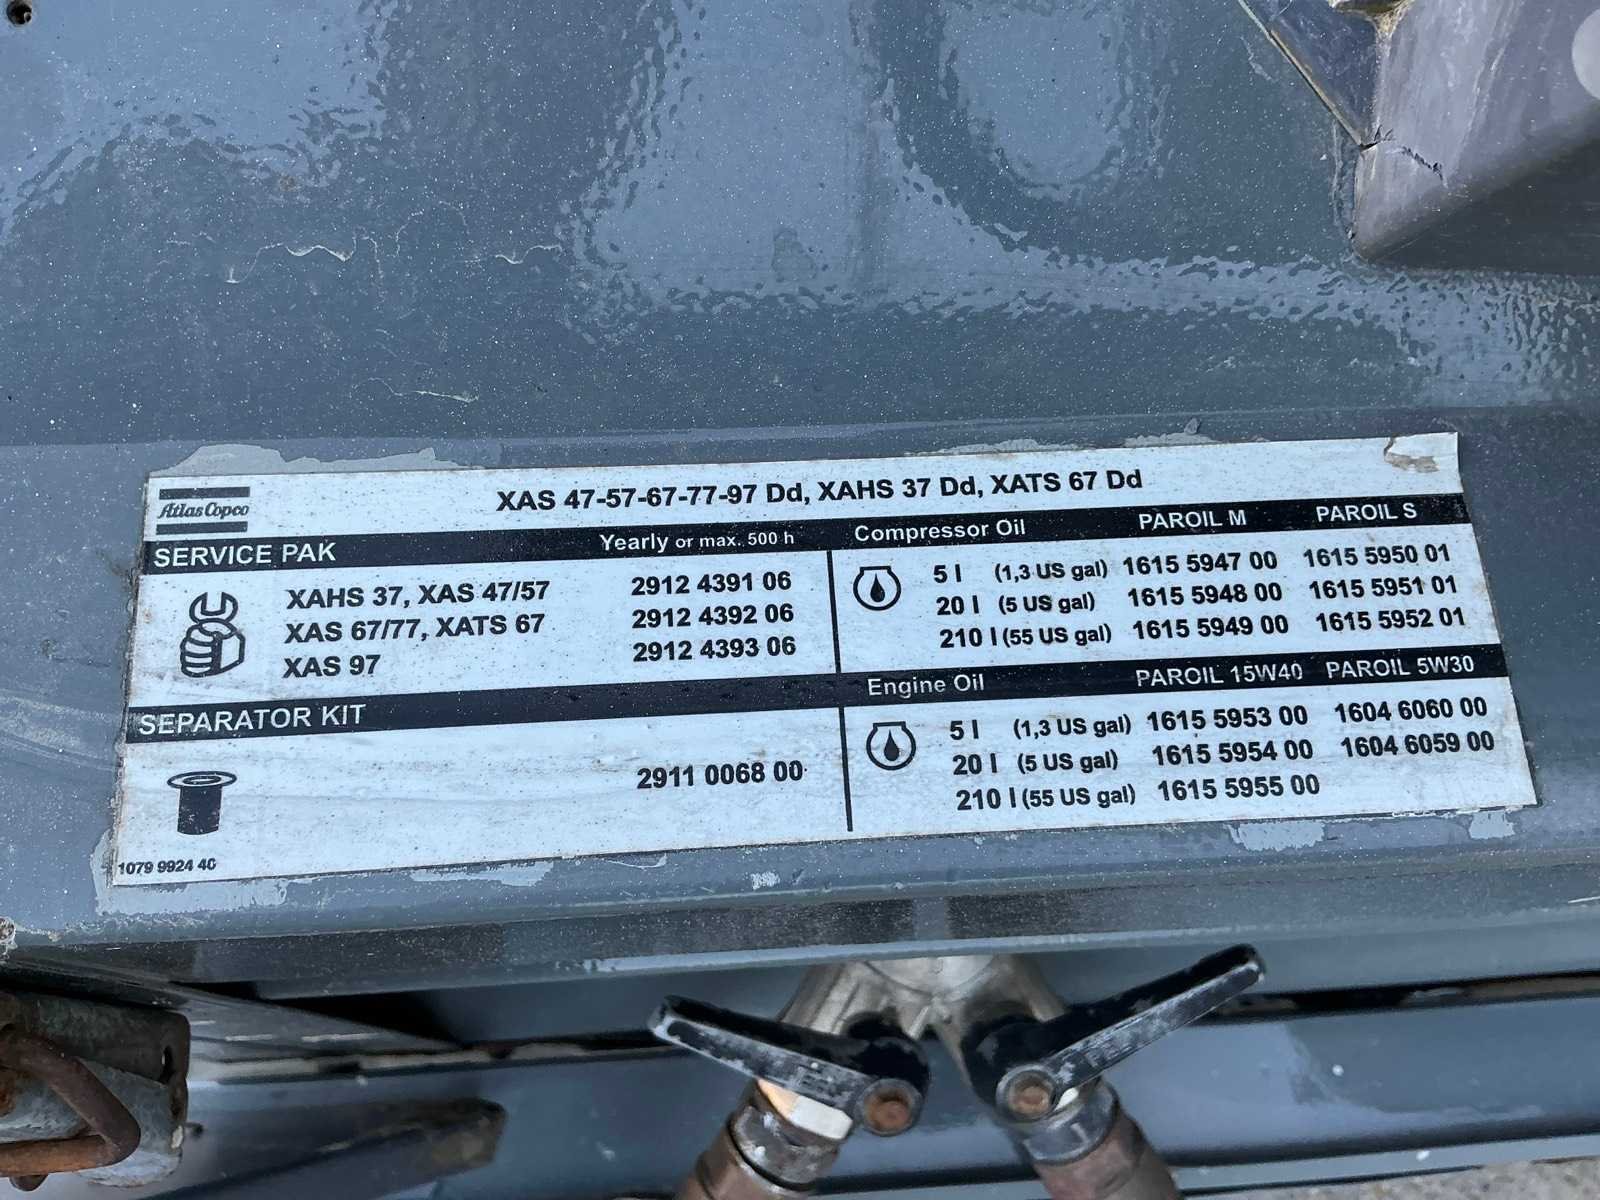 Atlas Copco
XAS 47-57-67-77-97 Dd, XAHS 37 Dd, XATS 67 Dd
SERVICE PAK Yearly or max. 500 h
XAHS 37, XAS 47/57 2912 4391 06
XAS 67/77, XATS 67 2912 4392 06
XAS 97 2912 4393 06
SEPARATOR KIT
2911 0068 00
Compressor Oil PAROIL M PAROIL S
5 l (1,3 US gal) 1615 5947 00 1615 5950 01
20 l (5 US gal) 1615 5948 00 1615 5951 01
210 l (55 US gal) 1615 5949 00 1615 5952 01
Engine Oil PAROIL 15W40 PAROIL 5W30
5 l (1,3 US gal) 1615 5953 00 1604 6060 00
20 l (5 US gal) 1615 5954 00 1604 6059 00
210 l (55 US gal) 1615 5955 00
1079 9924 40